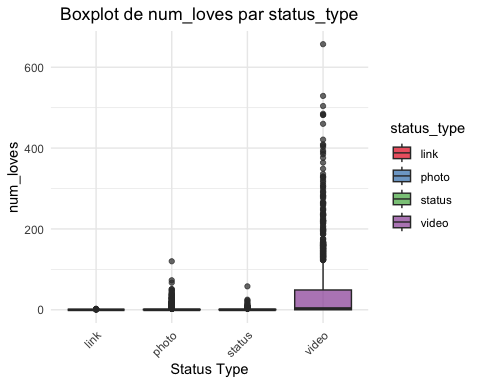 Boxplot de num_loves par status_type
600
400
200
0
num_loves
link
photo
status
video
Status Type
status_type
link
photo
status
video